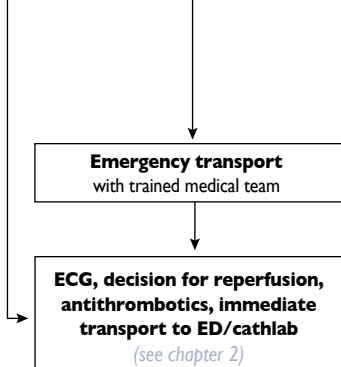 Emergency transport
with trained medical team
ECG, decision for reperfusion,
antithrombotics, immediate
transport to ED/cathlab
(see chapter 2)